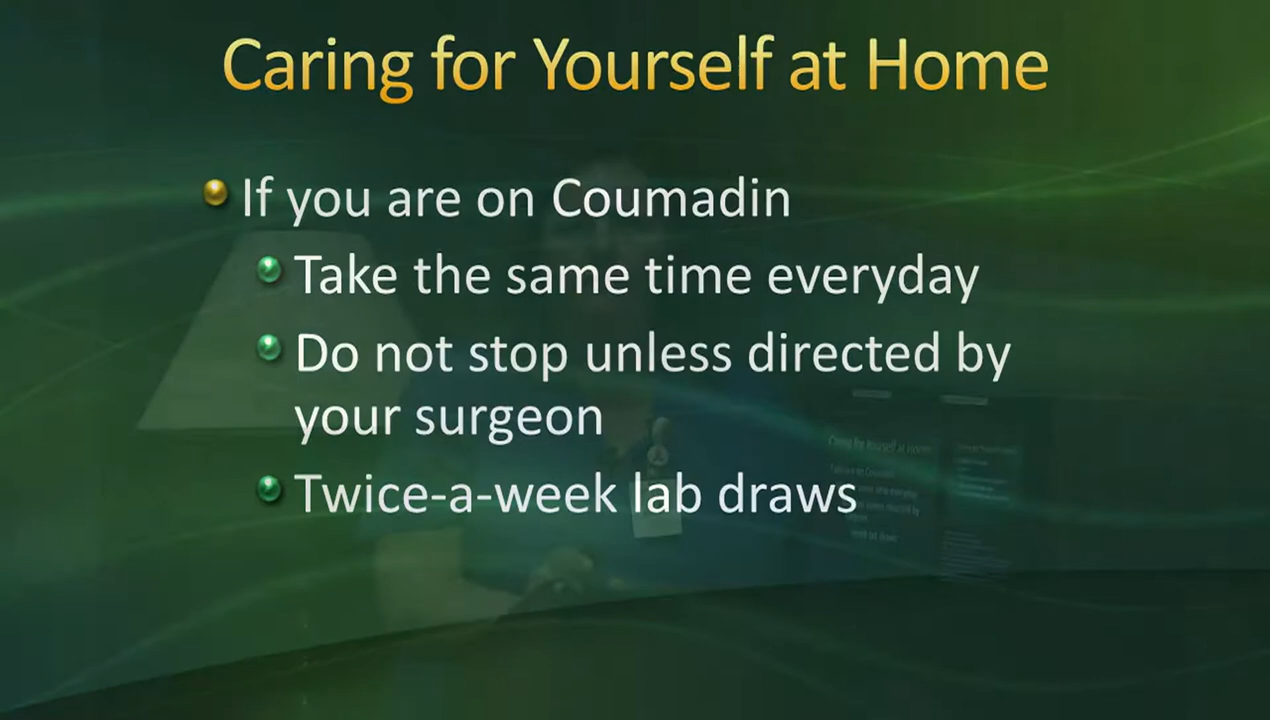 Caring for Yourself at Home
If you are on Coumadin
Take the same time everyday
Do not stop unless directed by
your surgeon
Twice-a-week lab draws